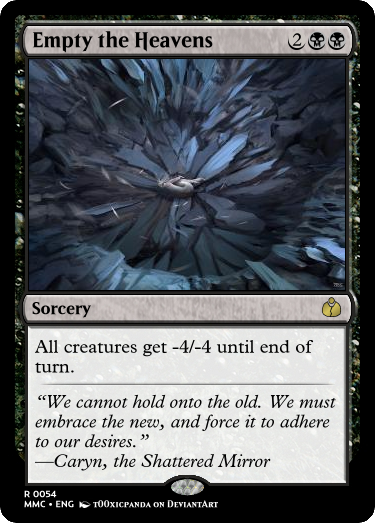 Empty the Heavens 2
Sorcery
All creatures get -4/-4 until end of
turn.
“We cannot hold onto the old. We must
embrace the new, and force it to adhere
to our desires.”
—Caryn, the Shattered Mirror
R 0054
MMC • ENG t00xicpanda on DeviantArt